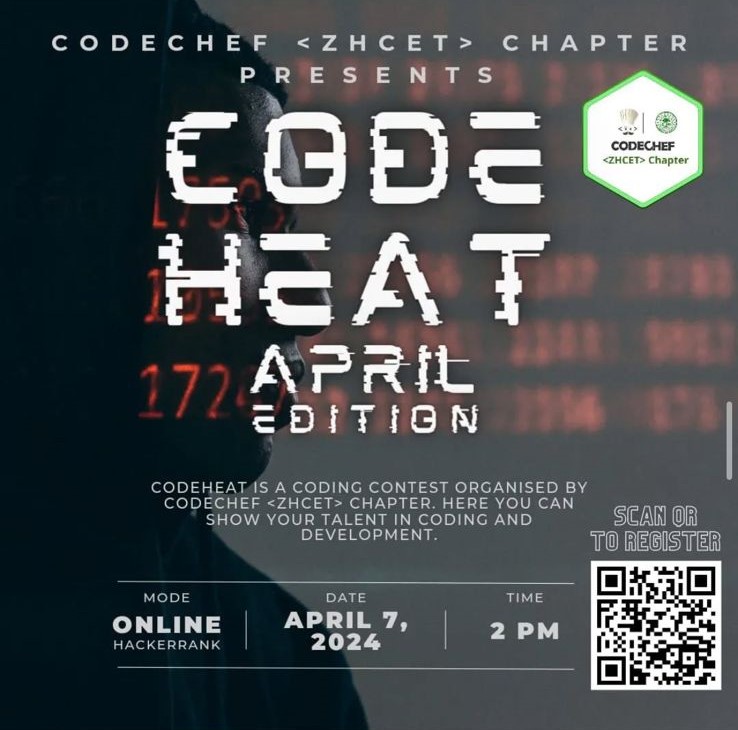 CODECHEF <ZHCET> CHAPTER
PRESENTS
CODE
HEAT
APRIL
EDITION
CODECHEF
<ZHCET> Chapter
CODEHEAT IS A CODING CONTEST ORGANISED BY
CODECHEF <ZHCET> CHAPTER. HERE YOU CAN
SHOW YOUR TALENT IN CODING AND
DEVELOPMENT.
SCAN QR
TO REGISTER
MODE
ONLINE
HACKERRANK
DATE
APRIL 7,
2024
TIME
2 PM